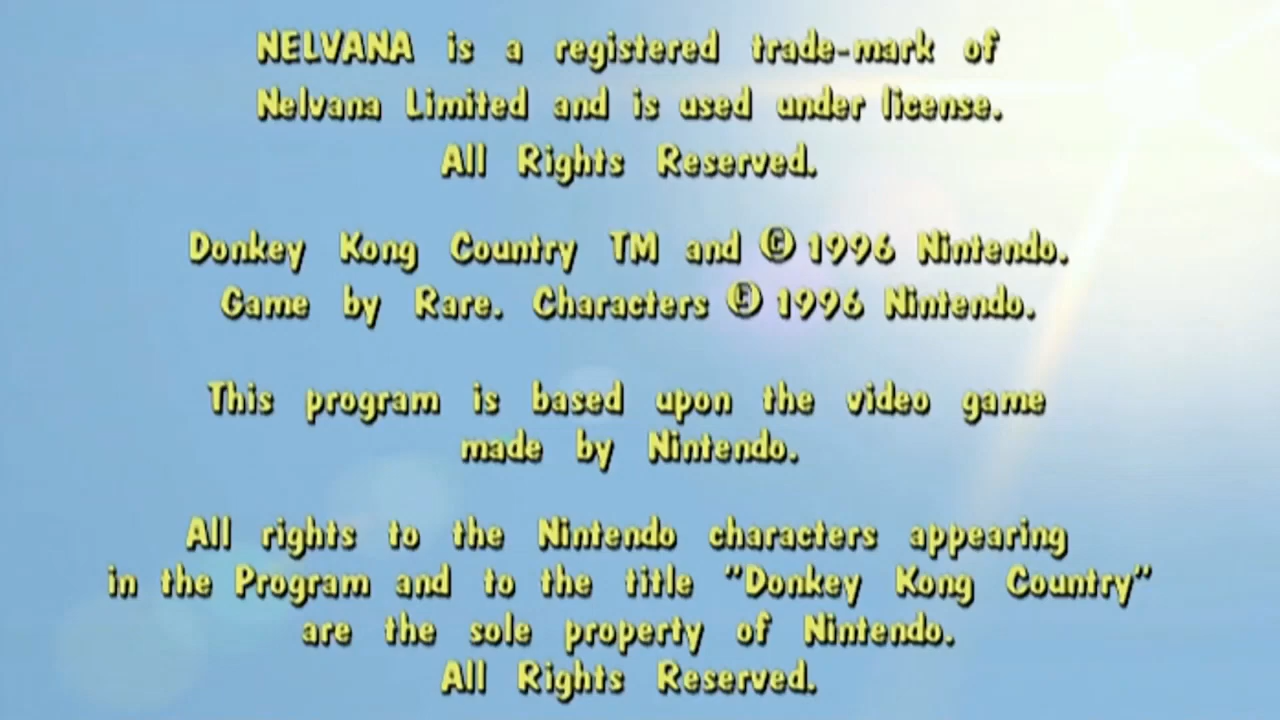 NELVANA is a registered trade-mark of
Nelvana Limited and is used under license.
All Rights Reserved.
Donkey Kong Country TM and © 1996 Nintendo.
Game by Rare. Characters © 1996 Nintendo.
This program is based upon the video game
made by Nintendo.
All rights to the Nintendo characters appearing
in the Program and to the title "Donkey Kong Country"
are the sole property of Nintendo.
All Rights Reserved.